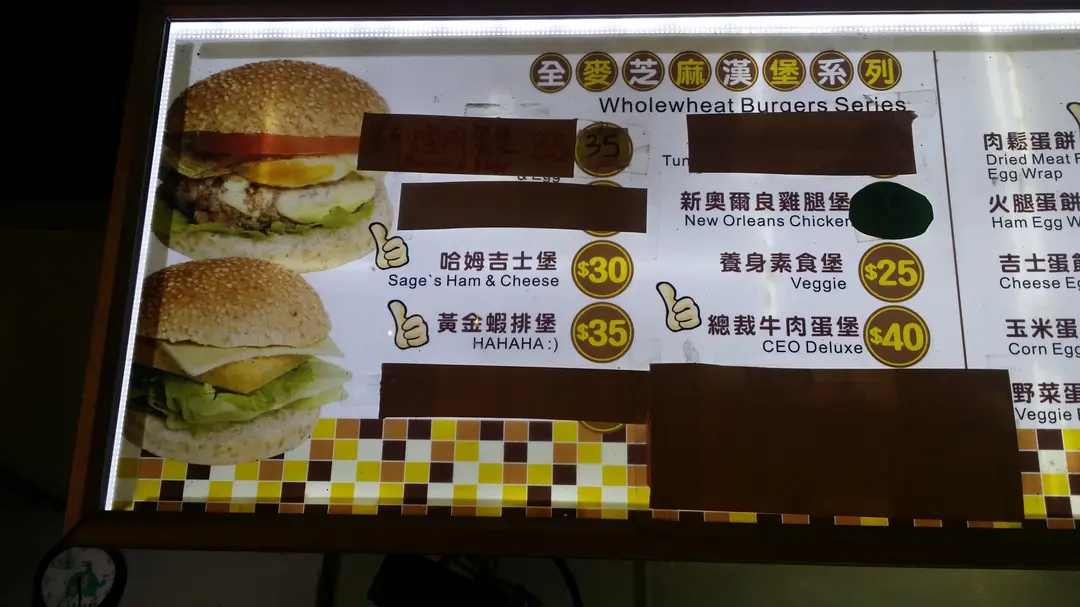 全麥芝麻漢堡系列
Wholewheat Burgers Series
35
& Egg
哈姆吉士堡 $30
Sage`s Ham & Cheese
黃金蝦排堡 $35
HAHAHA :)
Tun
新奧爾良雞腿堡
New Orleans Chicken
養身素食堡 $25
Veggie
總裁牛肉蛋堡 $40
CEO Deluxe
肉鬆蛋餅
Dried Meat F
Egg Wrap
火腿蛋餅
Ham Egg W
吉士蛋餅
Cheese Eg
玉米蛋
Corn Egg
野菜蛋
Veggie